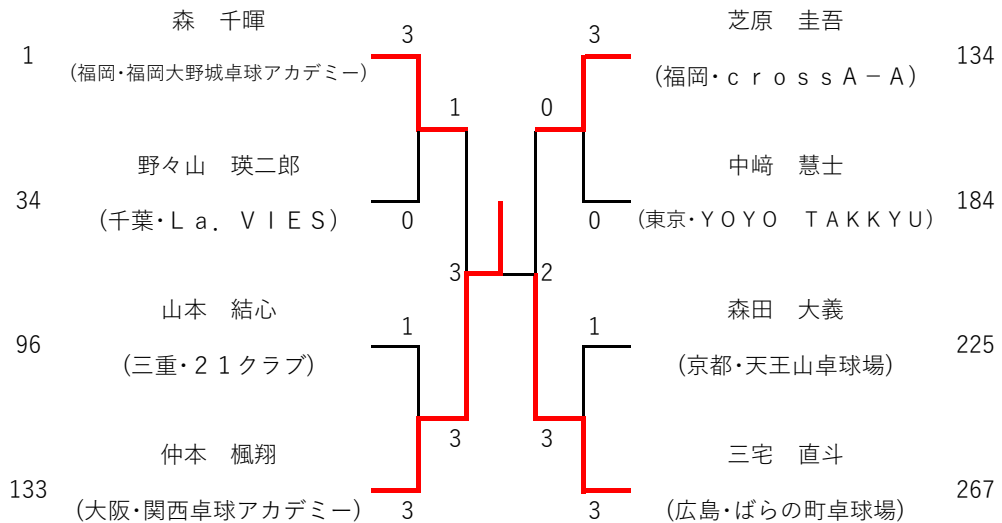 森　千暉
1
(福岡･福岡大野城卓球アカデミー)
3
1
野々山　瑛二郎
34
(千葉･Ｌａ．ＶＩＥＳ)
0
3
山本　結心
96
(三重･２１クラブ)
1
3
仲本　楓翔
133
(大阪･関西卓球アカデミー)
3
芝原　圭吾
3
134
(福岡･ｃｒｏｓｓＡ－Ａ)
0
中﨑　慧士
184
(東京･ＹＯＹＯ　ＴＡＫＫＹＵ)
0
2
森田　大義
1
225
(京都･天王山卓球場)
3
三宅　直斗
267
(広島･ばらの町卓球場)
3